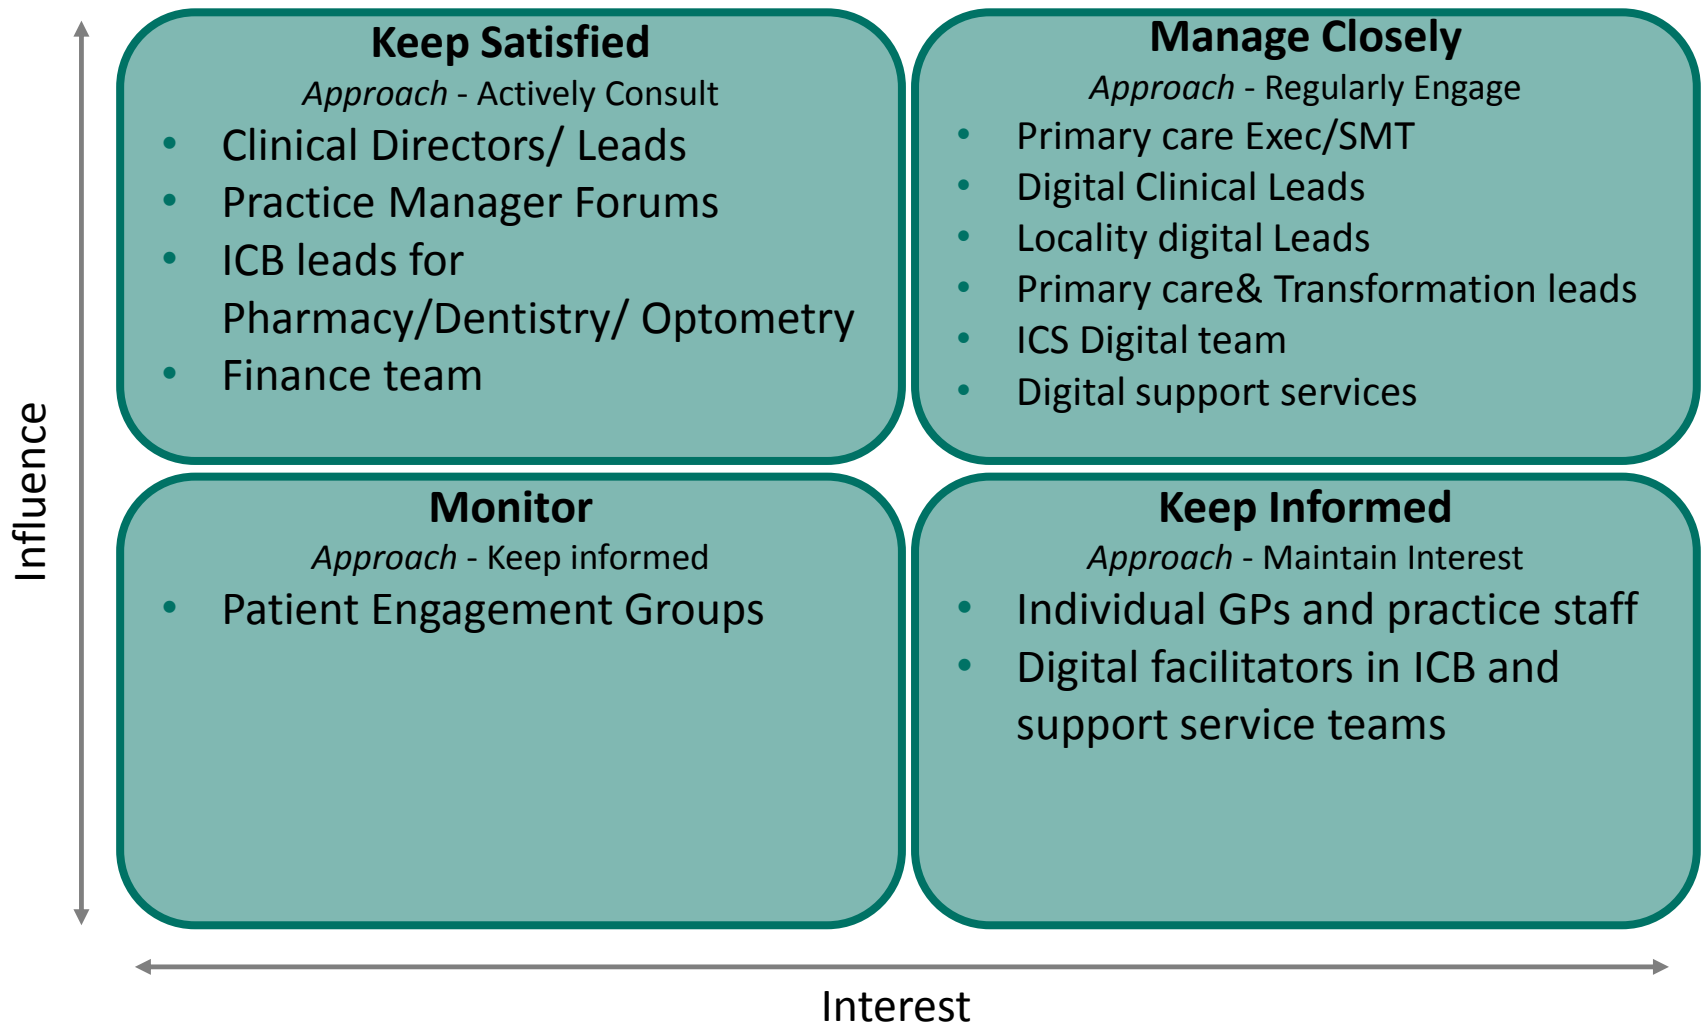 Keep Satisfied
Approach - Actively Consult
• Clinical Directors/ Leads
• Practice Manager Forums
• ICB leads for
Pharmacy/Dentistry/ Optometry
• Finance team
Manage Closely
Approach - Regularly Engage
• Primary care Exec/SMT
• Digital Clinical Leads
• Locality digital Leads
• Primary care& Transformation leads
• ICS Digital team
• Digital support services
Influence
Monitor
Approach - Keep informed
• Patient Engagement Groups
Keep Informed
Approach - Maintain Interest
• Individual GPs and practice staff
• Digital facilitators in ICB and
support service teams
Interest